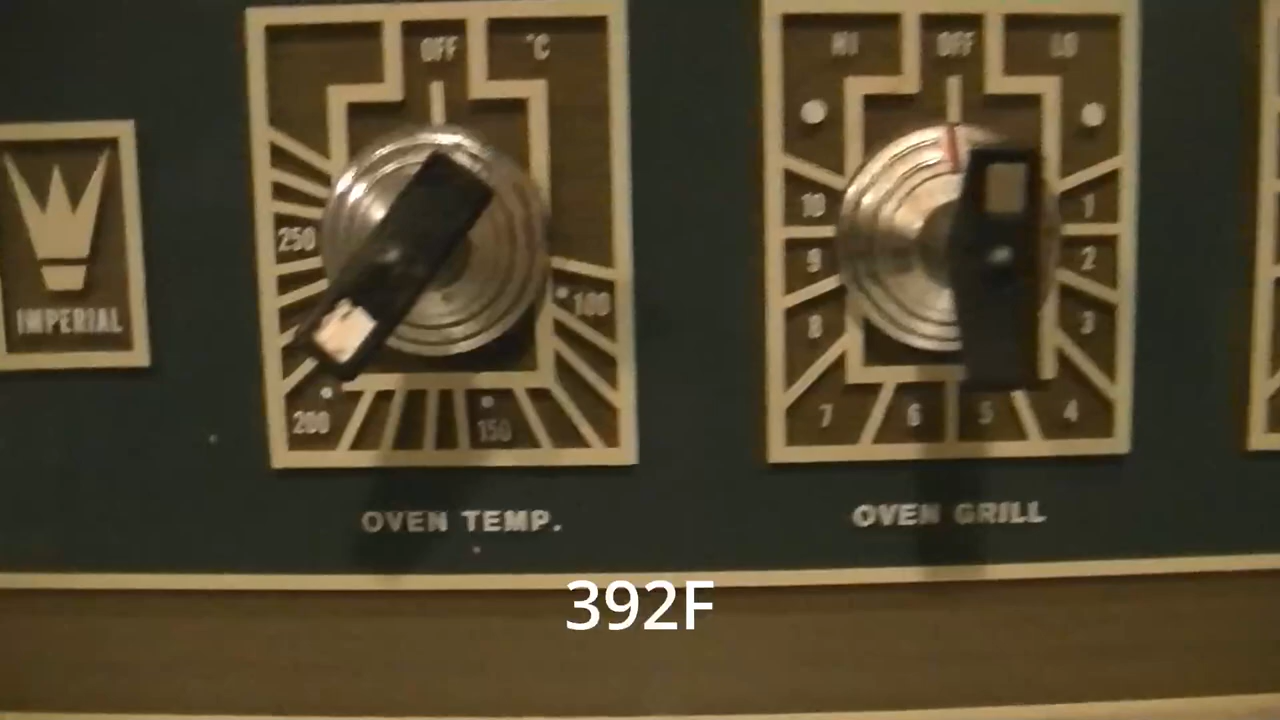 OFF °C
HI OFF LO
10 1
250
9 2
100
8 3
200 150
7 6 5 4
IMPERIAL
OVEN TEMP.
OVEN GRILL
392F